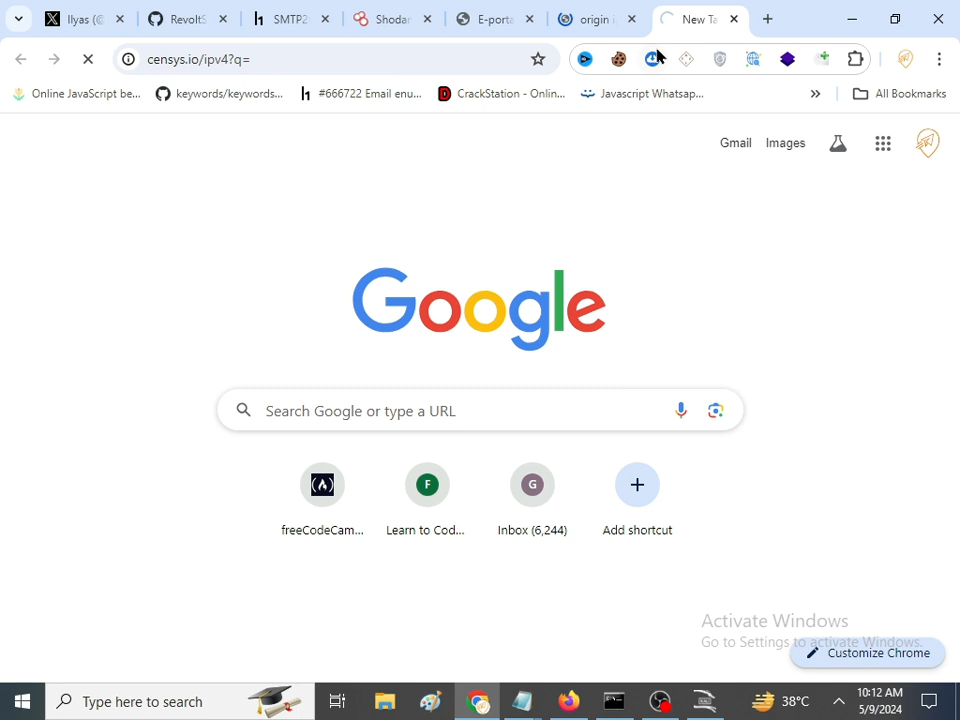 Ilyas (@
RevoltS
SMTP2
Shodan
E-porta
origin i
New Ta
censys.io/ipv4?q=
Online JavaScript be...
keywords/keywords...
#666722 Email enu...
CrackStation - Onlin...
Javascript Whatsap...
All Bookmarks
Gmail
Images
Google
Search Google or type a URL
freeCodeCam...
Learn to Cod...
Inbox (6,244)
Add shortcut
F
G
Activate Windows
Go to Settings to activate Windows.
Customize Chrome
Type here to search
38°C
10:12 AM
5/9/2024